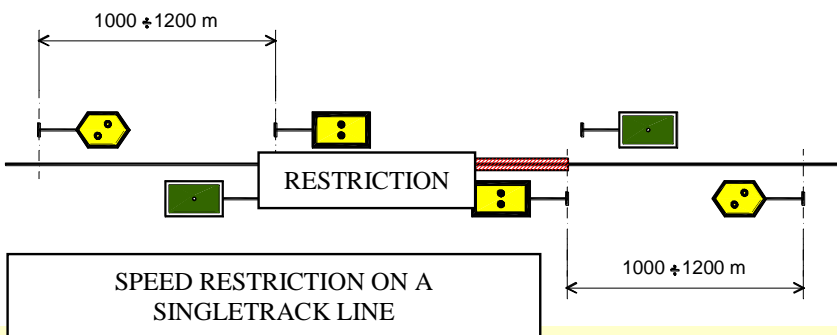 1000 ÷1200 m
RESTRICTION
1000 ÷1200 m
SPEED RESTRICTION ON A
SINGLETRACK LINE